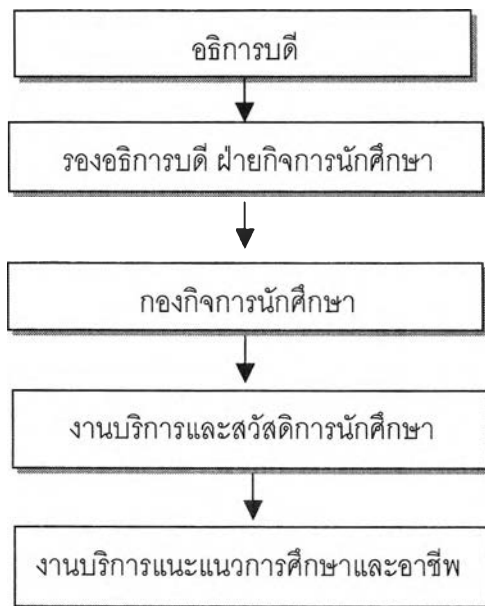 อธิการบดี
รองอธิการบดี ฝ่ายกิจการนักศึกษา
กองกิจการนักศึกษา
งานบริการและสวัสดิการนักศึกษา
งานบริการแนะแนวการศึกษาและอาชีพ